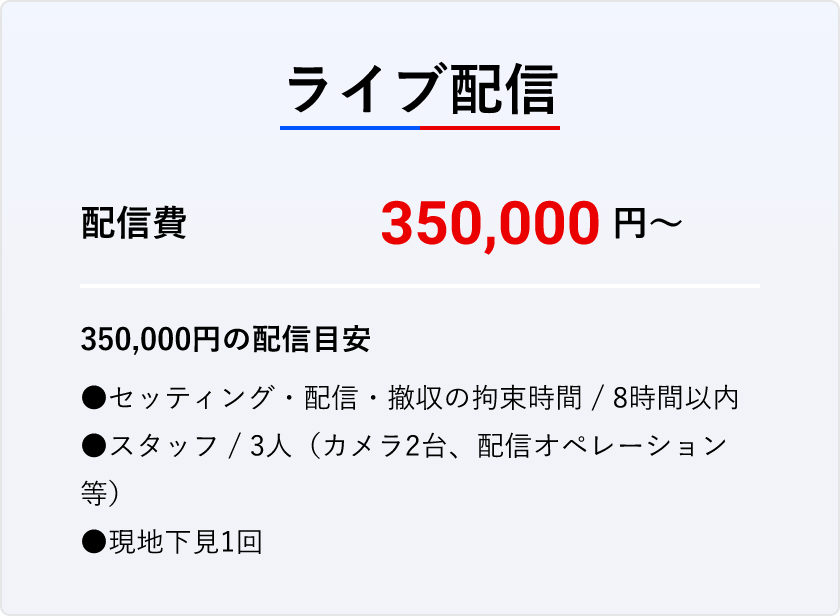 ライブ配信
配信費 350,000 円〜
350,000円の配信目安
●セッティング・配信・撤収の拘束時間 / 8時間以内
●スタッフ / 3人（カメラ2台、配信オペレーション
等）
●現地下見1回